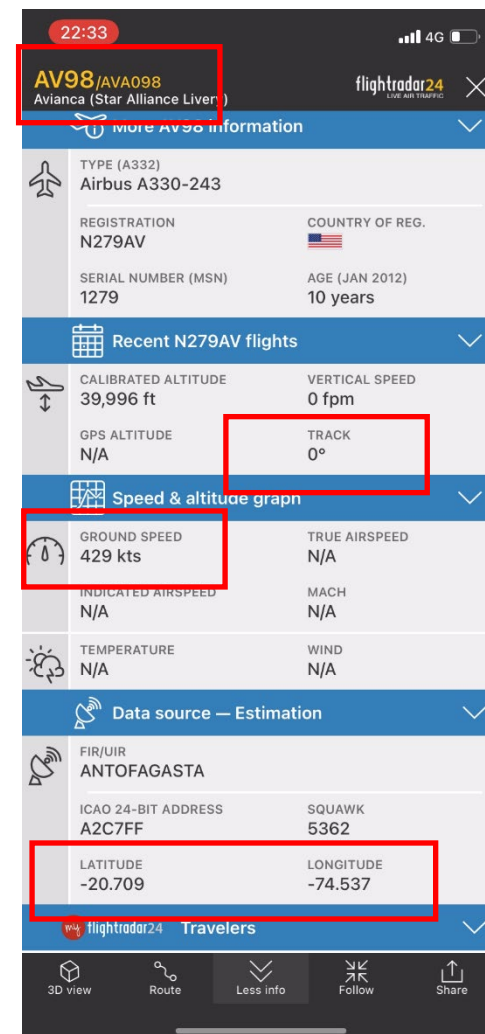 22:33
4G
AV98/AVA098
flightradar24
LIVE AIR TRAFFIC
Avianca (Star Alliance Livery)
More AV98 information
TYPE (A332)
Airbus A330-243
REGISTRATION COUNTRY OF REG.
N279AV
SERIAL NUMBER (MSN) AGE (JAN 2012)
1279 10 years
Recent N279AV flights
CALIBRATED ALTITUDE VERTICAL SPEED
39,996 ft 0 fpm
GPS ALTITUDE TRACK
N/A 0°
Speed & altitude graph
GROUND SPEED TRUE AIRSPEED
429 kts N/A
INDICATED AIRSPEED MACH
N/A N/A
TEMPERATURE WIND
N/A N/A
Data source — Estimation
FIR/UIR
ANTOFAGASTA
ICAO 24-BIT ADDRESS SQUAWK
A2C7FF 5362
LATITUDE LONGITUDE
-20.709 -74.537
my flightradar24 Travelers
3D view Route Less info Follow Share